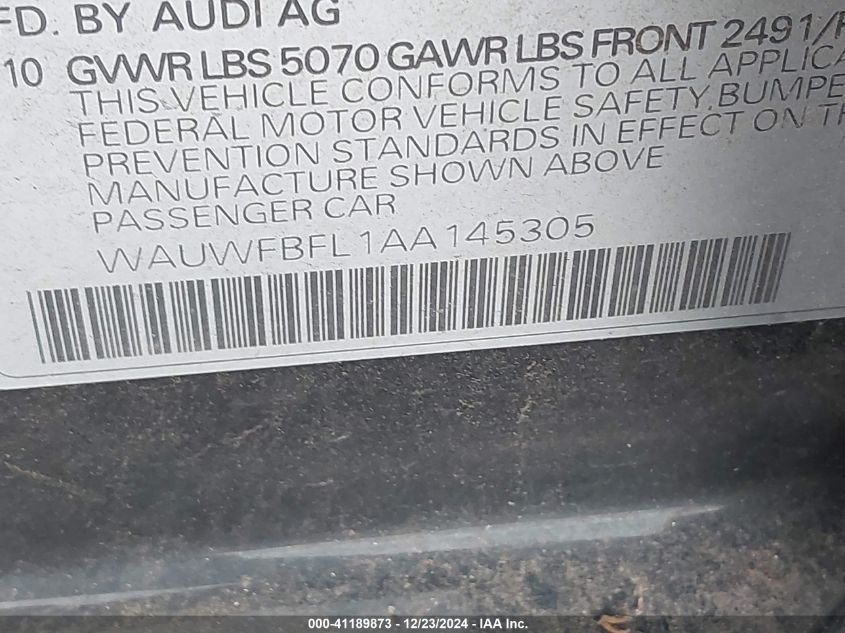 FD. BY AUDI AG
10 GVWR LBS 5070 GAWR LBS FRONT 2491/
THIS VEHICLE CONFORMS TO ALL APPLICA
FEDERAL MOTOR VEHICLE SAFETY, BUMPE
PREVENTION STANDARDS IN EFFECT ON TH
MANUFACTURE SHOWN ABOVE
PASSENGER CAR
WAUWFBFL1AA145305
000-41189873 - 12/23/2024 - © IAA Inc.